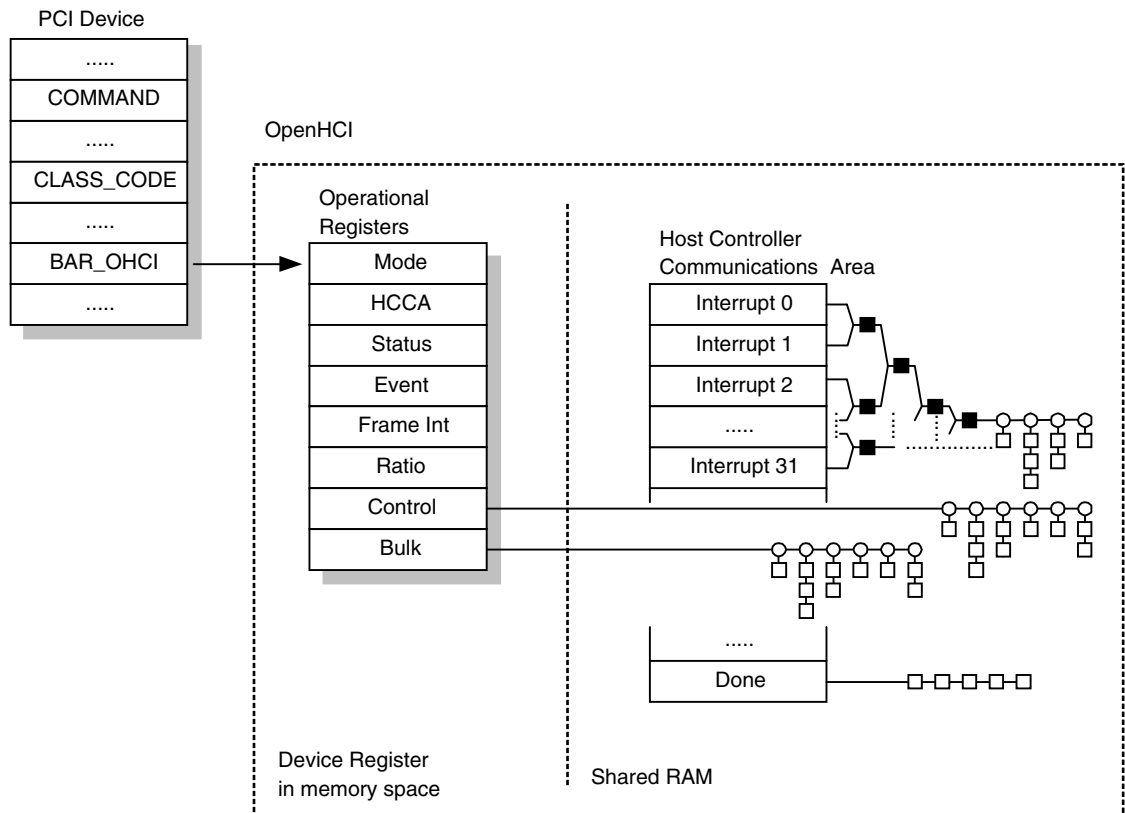 PCI Device
.....
COMMAND
.....
CLASS_CODE
.....
BAR_OHCI
.....
OpenHCI
Operational
Registers
Mode
HCCA
Status
Event
Frame Int
Ratio
Control
Bulk
Device Register
in memory space
Host Controller
Communications Area
Interrupt 0
Interrupt 1
Interrupt 2
.....
Interrupt 31
.....
Done
Shared RAM